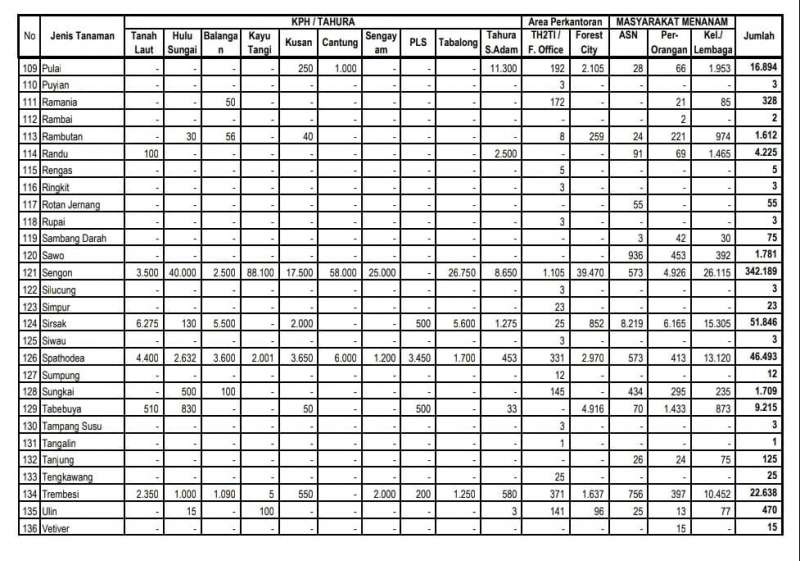 No Jenis Tanaman KPH / TAHURA Area Perkantoran MASYARAKAT MENANAM Jumlah
Tanah Laut Hulu Sungai Balangan Kayu Tangi Kusan Cantung Sengayam PLS Tabalong Tahura S.Adam TH2TI / F. Office Forest City ASN Per-Orangan Kel./ Lembaga
109 Pulai - - - - 250 1.000 - - - 11.300 192 2.105 28 66 1.953 16.894
110 Puyian - - - - - - - - - - 3 - - - - 3
111 Ramania - - 50 - - - - - - - 172 - - 21 85 328
112 Rambai - - - - - - - - - - - - - 2 - 2
113 Rambutan - 30 56 - 40 - - - - - 8 259 24 221 974 1.612
114 Randu 100 - - - - - - - - 2.500 - - 91 69 1.465 4.225
115 Rengas - - - - - - - - - - 5 - - - - 5
116 Ringkit - - - - - - - - - - 3 - - - - 3
117 Rotan Jernang - - - - - - - - - - - - 55 - - 55
118 Rupai - - - - - - - - - - 3 - - - - 3
119 Sambang Darah - - - - - - - - - - - - 3 42 30 75
120 Sawo - - - - - - - - - - - - 936 453 392 1.781
121 Sengon 3.500 40.000 2.500 88.100 17.500 58.000 25.000 - 26.750 8.650 1.105 39.470 573 4.926 26.115 342.189
122 Silucung - - - - - - - - - - 3 - - - - 3
123 Simpur - - - - - - - - - - 23 - - - - 23
124 Sirsak 6.275 130 5.500 - 2.000 - - 500 5.600 1.275 25 852 8.219 6.165 15.305 51.846
125 Siwau - - - - - - - - - - 3 - - - - 3
126 Spathodea 4.400 2.632 3.600 2.001 3.650 6.000 1.200 3.450 1.700 453 331 2.970 573 413 13.120 46.493
127 Sumpung - - - - - - - - - - 12 - - - - 12
128 Sungkai - 500 100 - - - - - - - 145 - 434 295 235 1.709
129 Tabebuya 510 830 - - 50 - - 500 - 33 - 4.916 70 1.433 873 9.215
130 Tampang Susu - - - - - - - - - - 3 - - - - 3
131 Tangalin - - - - - - - - - - 1 - - - - 1
132 Tanjung - - - - - - - - - - - - 26 24 75 125
133 Tengkawang - - - - - - - - - - 25 - - - - 25
134 Trembesi 2.350 1.000 1.090 5 550 - 2.000 200 1.250 580 371 1.637 756 397 10.452 22.638
135 Ulin - 15 - 100 - - - - - 3 141 96 25 13 77 470
136 Vetiver - - - - - - - - - - - - - 15 - 15